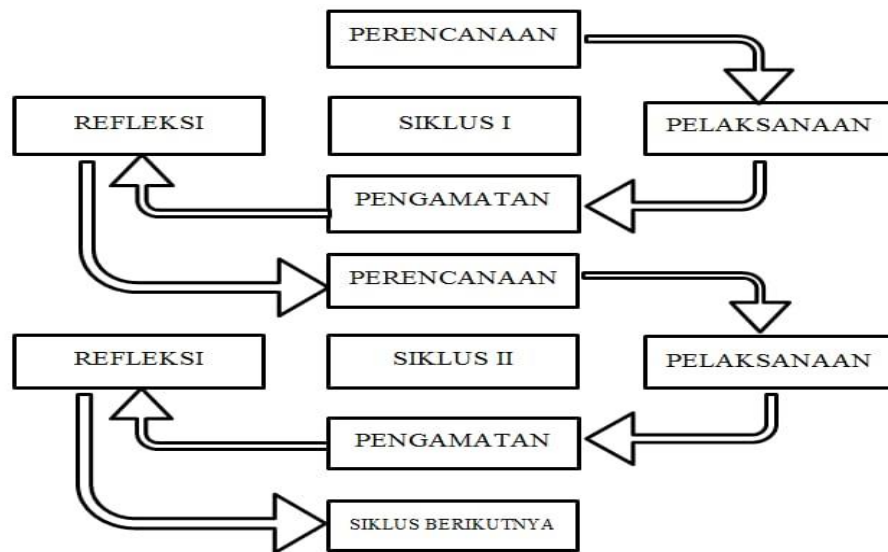 PERENCANAAN
REFLEKSI
SIKLUS I
PELAKSANAAN
PENGAMATAN
PERENCANAAN
REFLEKSI
SIKLUS II
PELAKSANAAN
PENGAMATAN
SIKLUS BERIKUTNYA